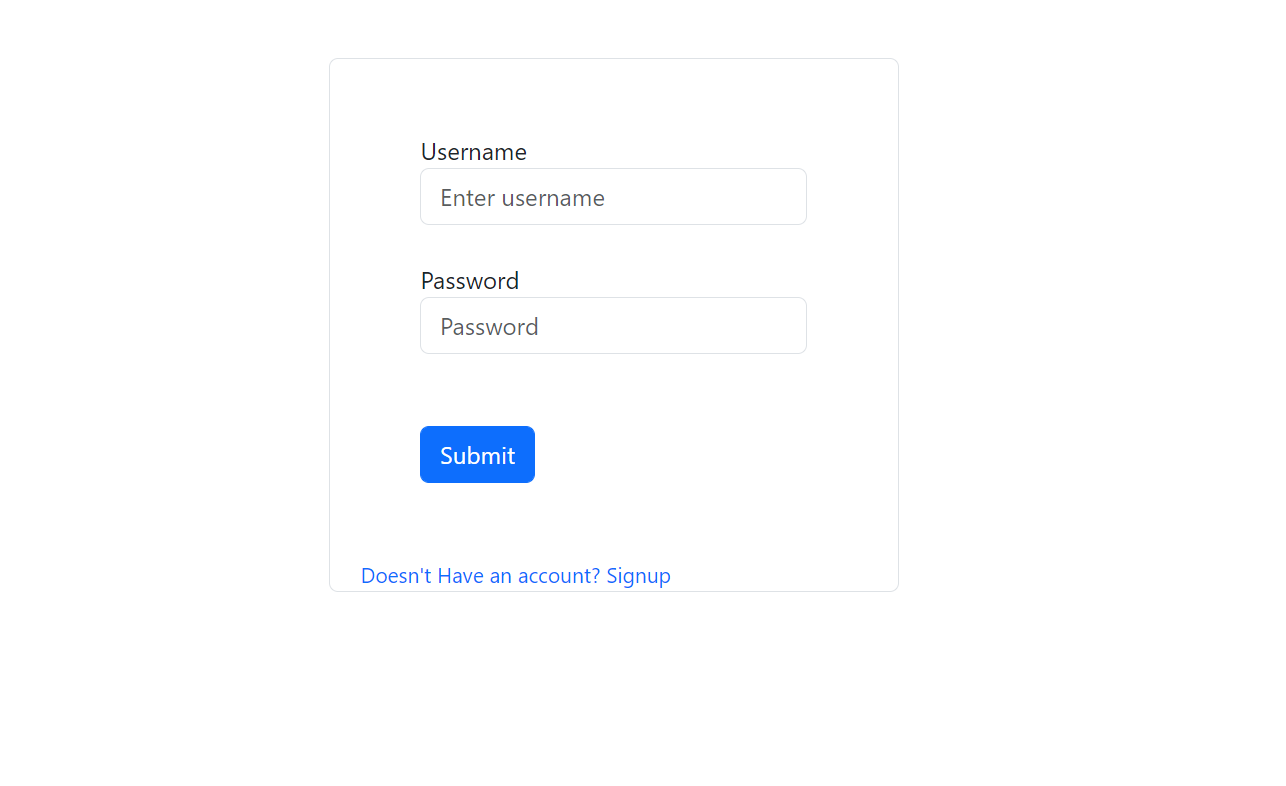 Username
Enter username
Password
Password
Submit
Doesn't Have an account? Signup